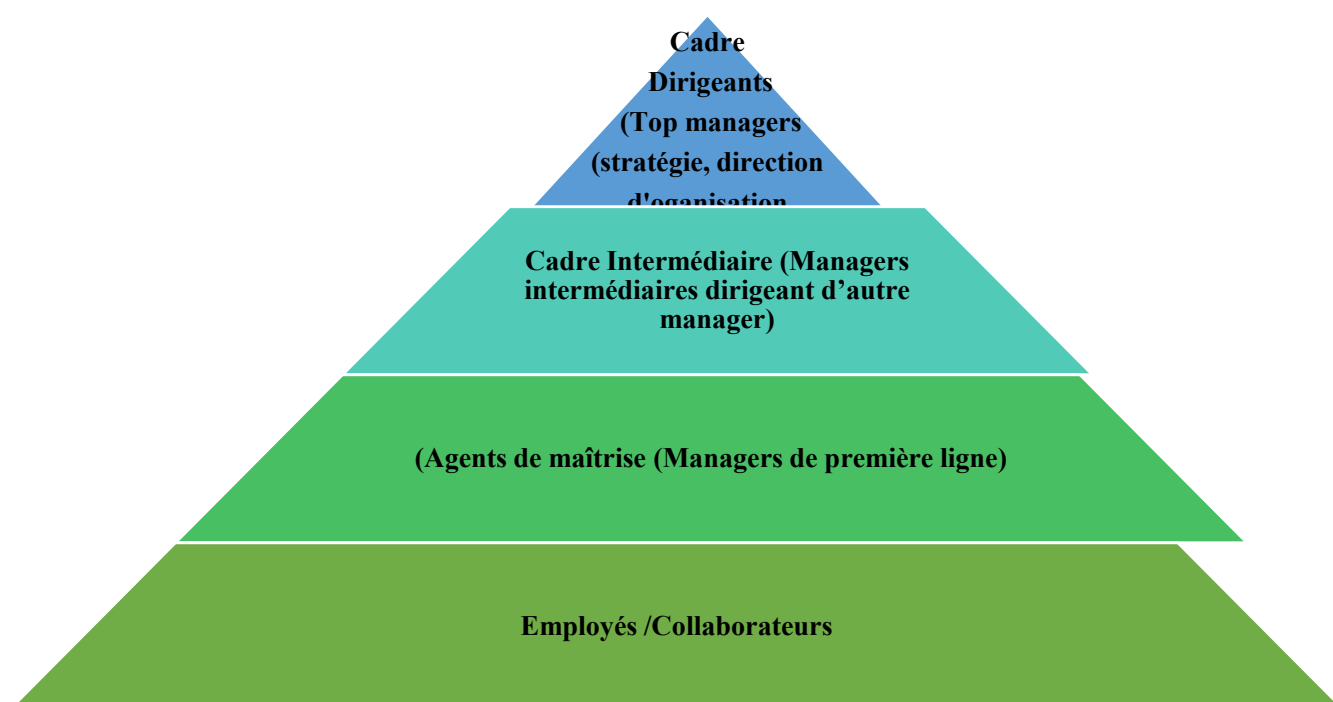 Cadre
Dirigeants
(Top managers
(stratégie, direction
d'oganisation
Cadre Intermédiaire (Managers
intermédiaires dirigeant d’autre
manager)
(Agents de maîtrise (Managers de première ligne)
Employés /Collaborateurs